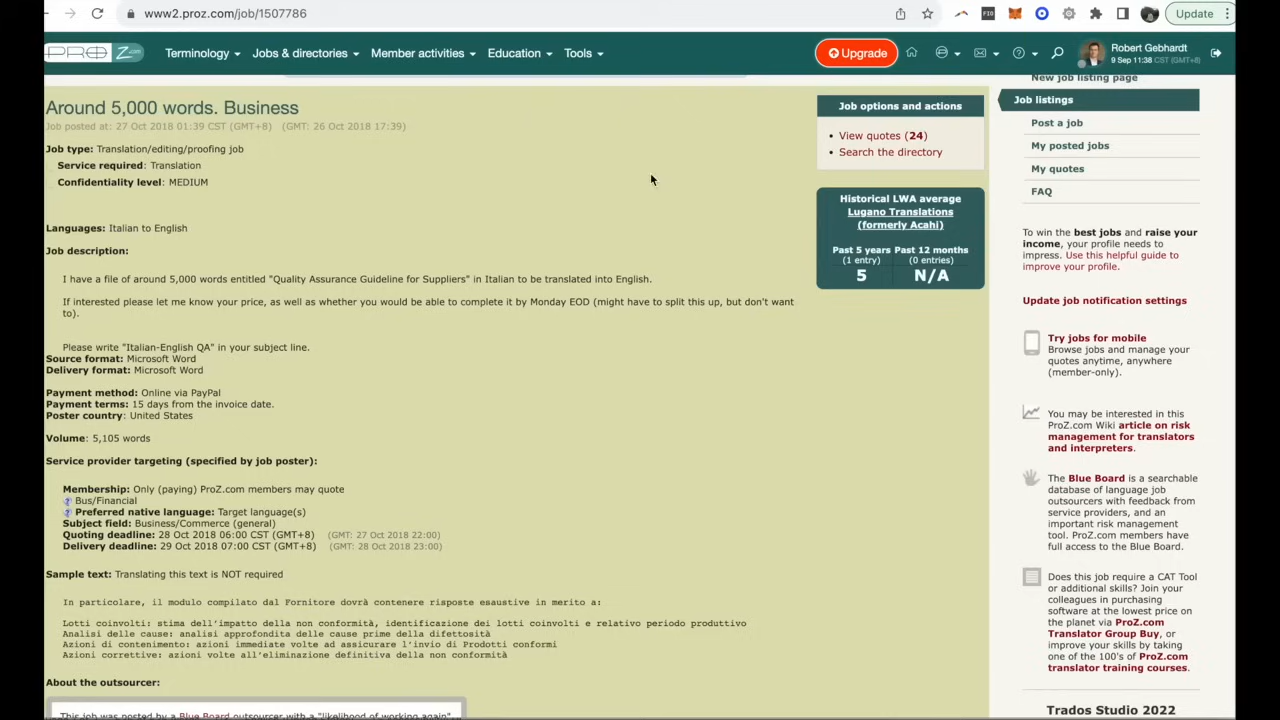 www2.proz.com/job/1507786
Update
PROZ.com
Terminology
Jobs & directories
Member activities
Education
Tools
Upgrade
Robert Gebhardt
9 Sep 11:38 CST (GMT+8)
Around 5,000 words. Business
Job posted at: 27 Oct 2018 01:39 CST (GMT+8) (GMT: 26 Oct 2018 17:39)
Job type: Translation/editing/proofing job
Service required: Translation
Confidentiality level: MEDIUM
Languages: Italian to English
Job description:
I have a file of around 5,000 words entitled "Quality Assurance Guideline for Suppliers" in Italian to be translated into English.
If interested please let me know your price, as well as whether you would be able to complete it by Monday EOD (might have to split this up, but don't want
to).
Please write "Italian-English QA" in your subject line.
Source format: Microsoft Word
Delivery format: Microsoft Word
Payment method: Online via PayPal
Payment terms: 15 days from the invoice date.
Poster country: United States
Volume: 5,105 words
Service provider targeting (specified by job poster):
Membership: Only (paying) ProZ.com members may quote
Bus/Financial
Preferred native language: Target language(s)
Subject field: Business/Commerce (general)
Quoting deadline: 28 Oct 2018 06:00 CST (GMT+8) (GMT: 27 Oct 2018 22:00)
Delivery deadline: 29 Oct 2018 07:00 CST (GMT+8) (GMT: 28 Oct 2018 23:00)
Sample text: Translating this text is NOT required
In particolare, il modulo compilato dal Fornitore dovrà contenere risposte esaustive in merito a:
Lotti coinvolti: stima dell'impatto della non conformità, identificazione dei lotti coinvolti e relativo periodo produttivo
Analisi delle cause: analisi approfondita delle cause prime della difettosità
Azioni di contenimento: azioni immediate volte ad assicurare l'invio di Prodotti conformi
Azioni correttive: azioni volte all'eliminazione definitiva della non conformità
About the outsourcer:
This job was posted by a Blue Board outsourcer with a "likelihood of working again"
Job options and actions
View quotes (24)
Search the directory
Historical LWA average
Lugano Translations
(formerly Acahi)
Past 5 years Past 12 months
(1 entry) (0 entries)
5 N/A
New job listing page
Job listings
Post a job
My posted jobs
My quotes
FAQ
To win the best jobs and raise your
income, your profile needs to
impress. Use this helpful guide to
improve your profile.
Update job notification settings
Try jobs for mobile
Browse jobs and manage your
quotes anytime, anywhere
(member-only).
You may be interested in this
ProZ.com Wiki article on risk
management for translators
and interpreters.
The Blue Board is a searchable
database of language job
outsourcers with feedback from
service providers, and an
important risk management
tool. ProZ.com members have
full access to the Blue Board.
Does this job require a CAT Tool
or additional skills? Join your
colleagues in purchasing
software at the lowest price on
the planet via ProZ.com
Translator Group Buy, or
improve your skills by taking
one of the 100's of ProZ.com
translator training courses.
Trados Studio 2022